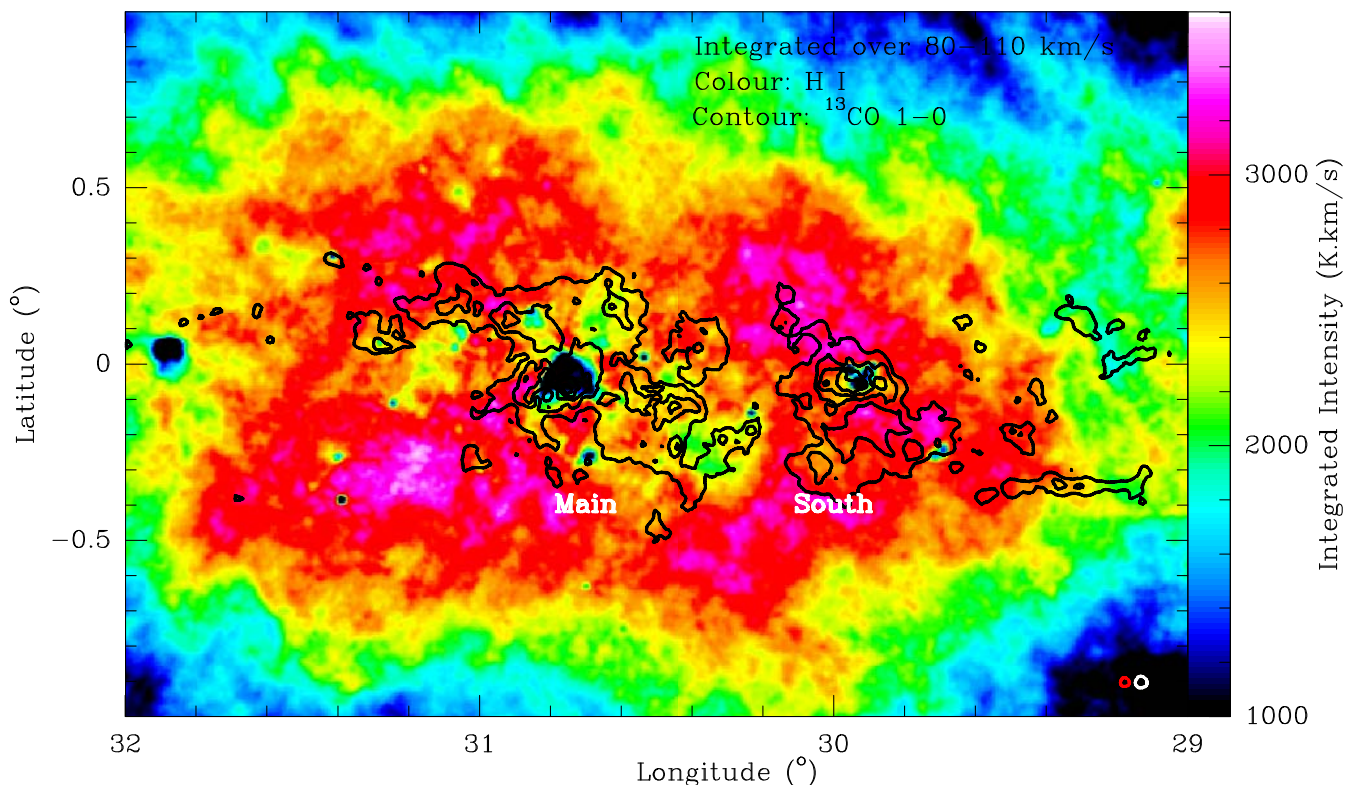 Integrated over 80−110 km/s
Colour: H I
Contour: ¹³CO 1−0
0.5
0
−0.5
Latitude (°)
Main
South
32
31
30
29
Longitude (°)
3000
2000
1000
Integrated Intensity (K.km/s)